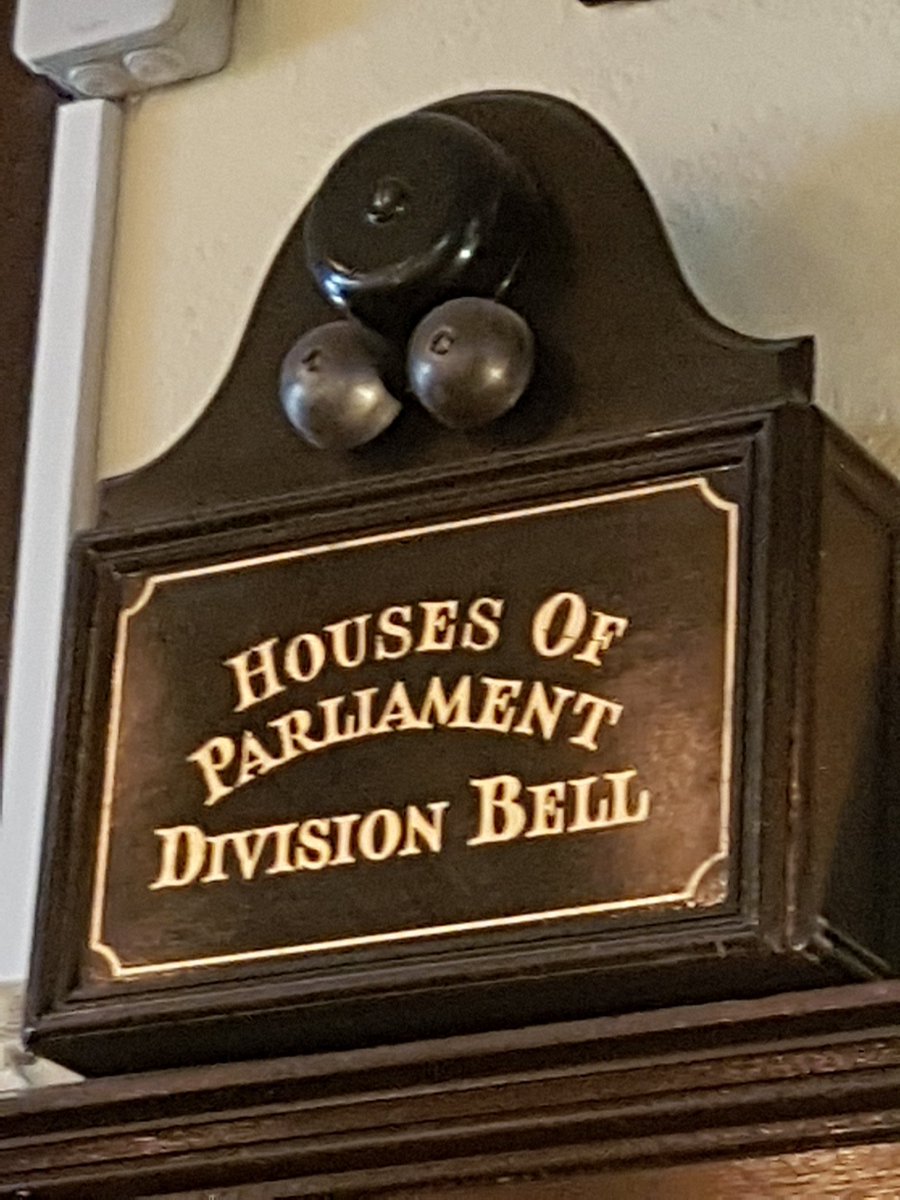 HOUSES OF
PARLIAMENT
DIVISION BELL